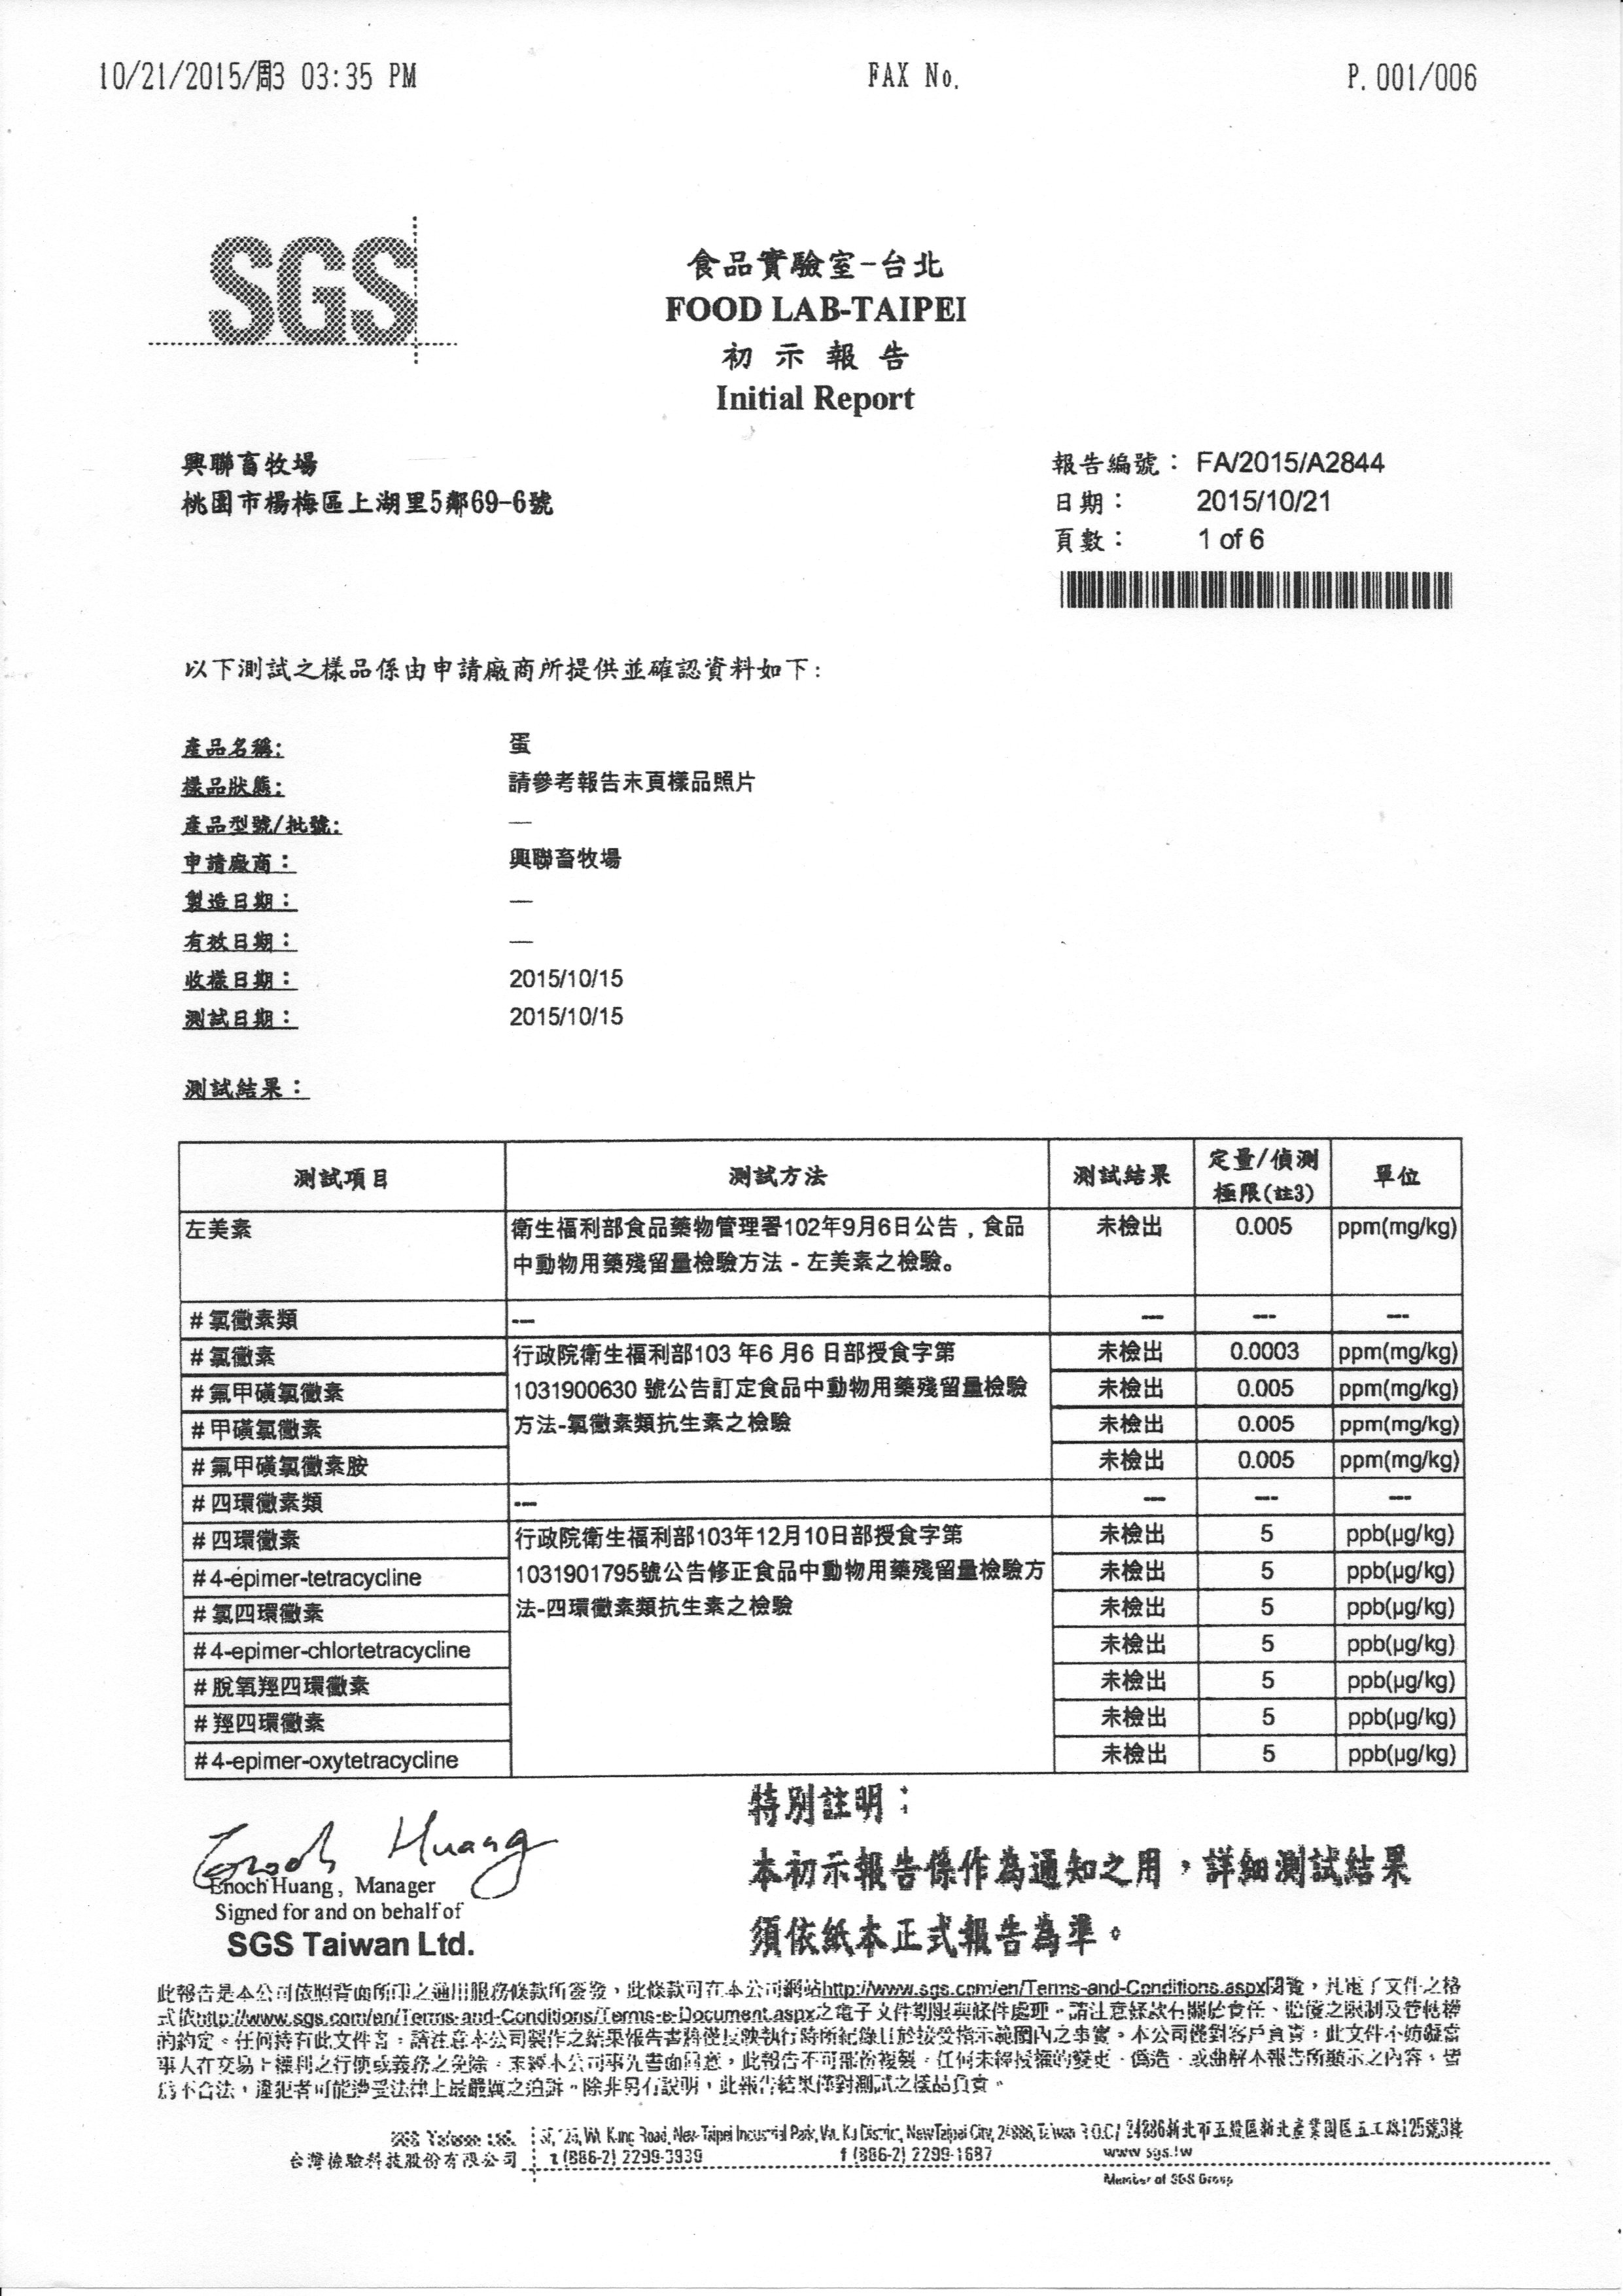 10/21/2015/周3 03:35 PM FAX No. P. 001/006
SGS
食品實驗室-台北
FOOD LAB-TAIPEI
初示報告
Initial Report
興聯畜牧場
桃園市楊梅區上湖里5鄰69-6號
報告編號: FA/2015/A2844
日期: 2015/10/21
頁數: 1 of 6
以下測試之樣品係由申請廠商所提供並確認資料如下:
產品名稱: 蛋
樣品狀態: 請參考報告末頁樣品照片
產品型號/批號: —
申請廠商: 興聯畜牧場
製造日期: —
有效日期: —
收樣日期: 2015/10/15
測試日期: 2015/10/15
測試結果:
測試項目 測試方法 測試結果 定量/偵測極限(註3) 單位
左美素 衛生福利部食品藥物管理署102年9月6日公告,食品 未檢出 0.005 ppm(mg/kg)
中動物用藥殘留量檢驗方法-左美素之檢驗。
#氯黴素類 --- --- --- ---
#氯黴素 行政院衛生福利部103 年6 月6 日部授食字第 未檢出 0.0003 ppm(mg/kg)
#氟甲磺氯黴素 1031900630 號公告訂定食品中動物用藥殘留量檢驗 未檢出 0.005 ppm(mg/kg)
#甲磺氯黴素 方法-氯黴素類抗生素之檢驗 未檢出 0.005 ppm(mg/kg)
#氟甲磺氯黴素胺 未檢出 0.005 ppm(mg/kg)
#四環黴素類 --- --- --- ---
#四環黴素 行政院衛生福利部103年12月10日部授食字第 未檢出 5 ppb(μg/kg)
#4-epimer-tetracycline 1031901795號公告修正食品中動物用藥殘留量檢驗方 未檢出 5 ppb(μg/kg)
#氯四環黴素 法-四環黴素類抗生素之檢驗 未檢出 5 ppb(μg/kg)
#4-epimer-chlortetracycline 未檢出 5 ppb(μg/kg)
#脫氧羥四環黴素 未檢出 5 ppb(μg/kg)
#羥四環黴素 未檢出 5 ppb(μg/kg)
#4-epimer-oxytetracycline 未檢出 5 ppb(μg/kg)
特別註明:
本初示報告係作為通知之用,詳細測試結果
須依紙本正式報告為準。
Enoch Huang
Enoch Huang, Manager
Signed for and on behalf of
SGS Taiwan Ltd.
此報告是本公司依照背面所印之通用服務條款所簽發,此條款可在本公司網站http://www.sgs.com/en/Terms-and-Conditions.aspx閱覽,凡電子文件之格
式依http://www.sgs.com/en/Terms-and-Conditions/Terms-e-Document.aspx之電子文件期限與條件處理。請注意條款有關於責任、賠償之限制及管轄權
的約定。任何持有此文件者,請注意本公司製作之結果報告書將僅反映執行時所紀錄且於接受指示範圍內之事實。本公司僅對客戶負責,此文件不妨礙當
事人在交易上權利之行使或義務之免除。未經本公司事先書面同意,此報告不可部份複製。任何未經授權的變更、偽造、或曲解本報告所顯示之內容,皆
為不合法,違犯者可能遭受法律上最嚴厲之追訴。除非另有說明,此報告結果僅對測試之樣品負責。
SGS Taiwan Ltd. 3F, 125, Wu Kung Road, New Taipei Industrial Park, Wu Ku District, New Taipei City, 24886, Taiwan R.O.C./ 24886新北市五股區新北產業園區五工路125號3樓
台灣檢驗科技股份有限公司 t (886-2) 2299-3939 f (886-2) 2299-1687 www.sgs.tw
Member of SGS Group